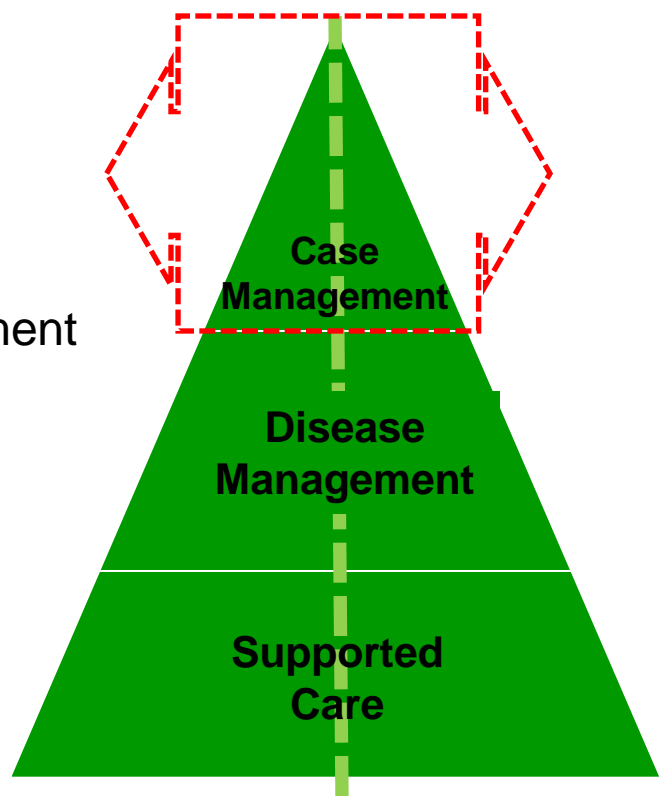 Case
Management
ment
Disease
Management
Supported
Care